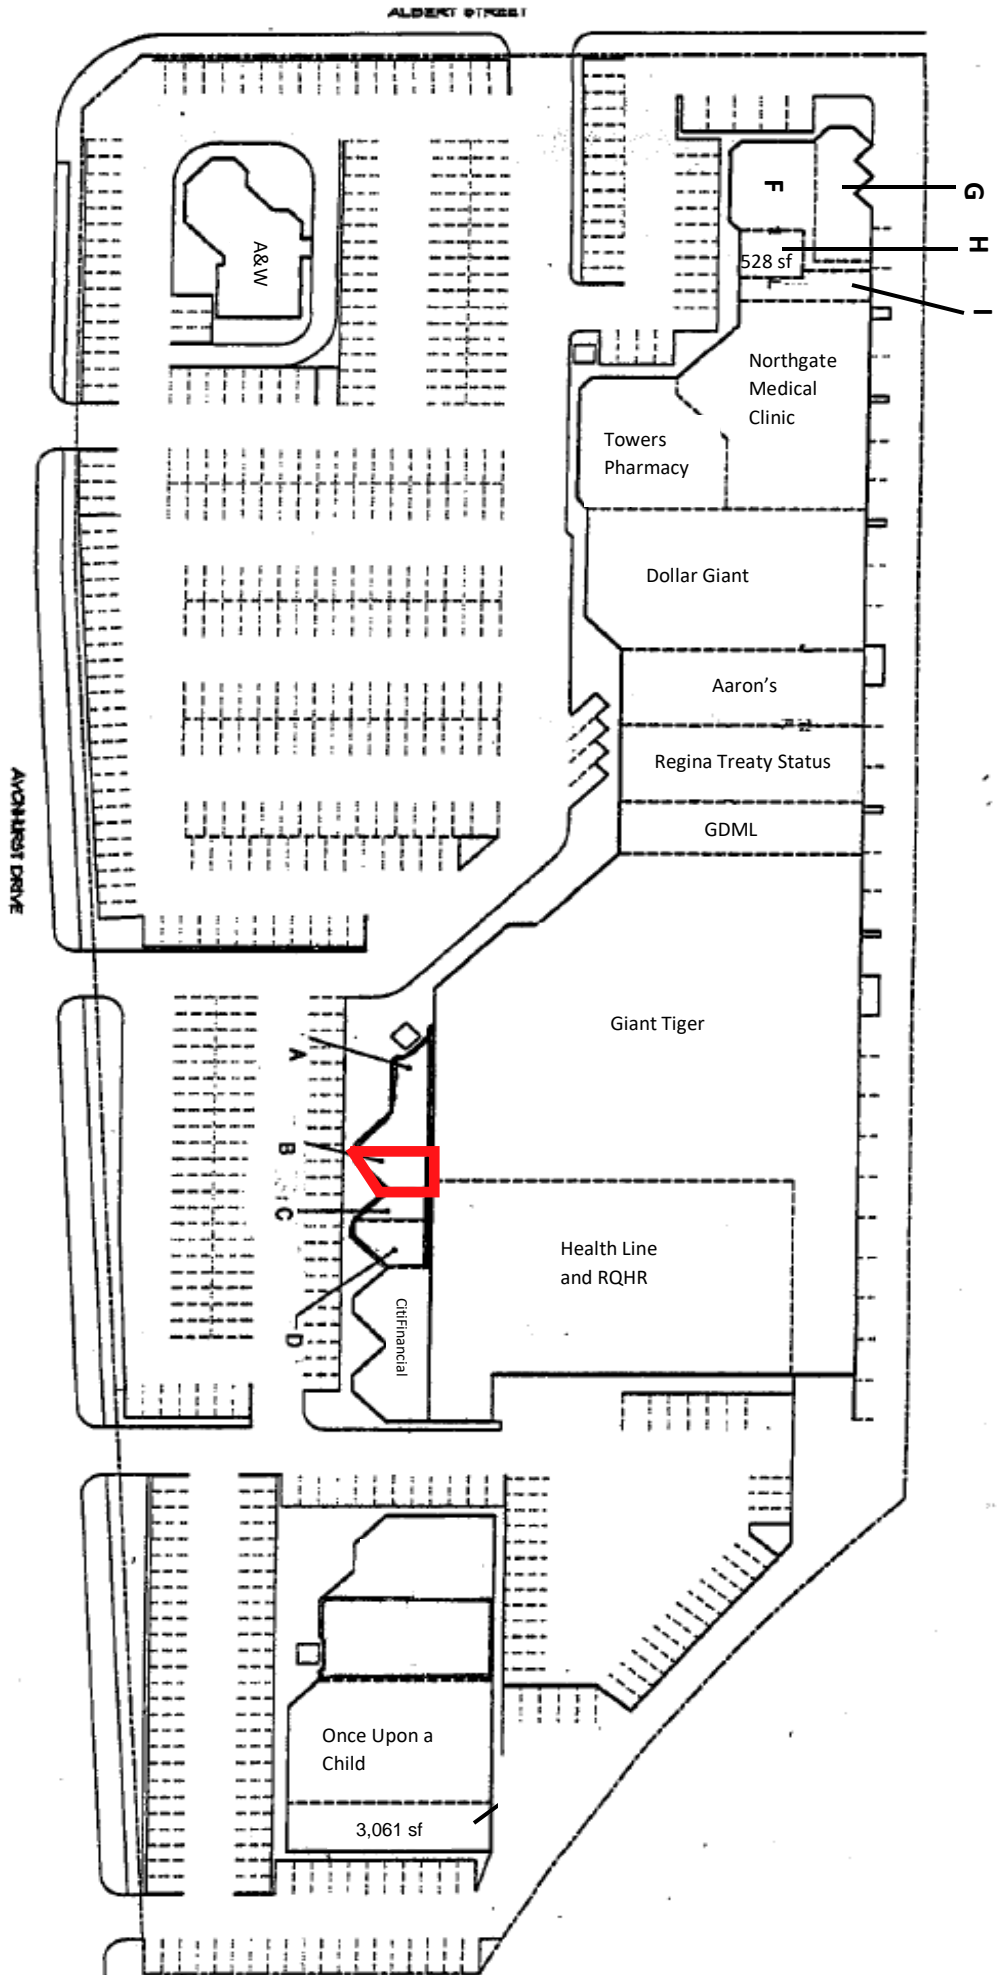 ALBERT STREET
G
F
H
528 sf
I
A&W
Northgate
Medical
Clinic
Towers
Pharmacy
Dollar Giant
Aaron's
Regina Treaty Status
AVONHURST DRIVE
GDML
Giant Tiger
A
B
C
Health Line
and RQHR
D
CitiFinancial
Once Upon a
Child
3,061 sf